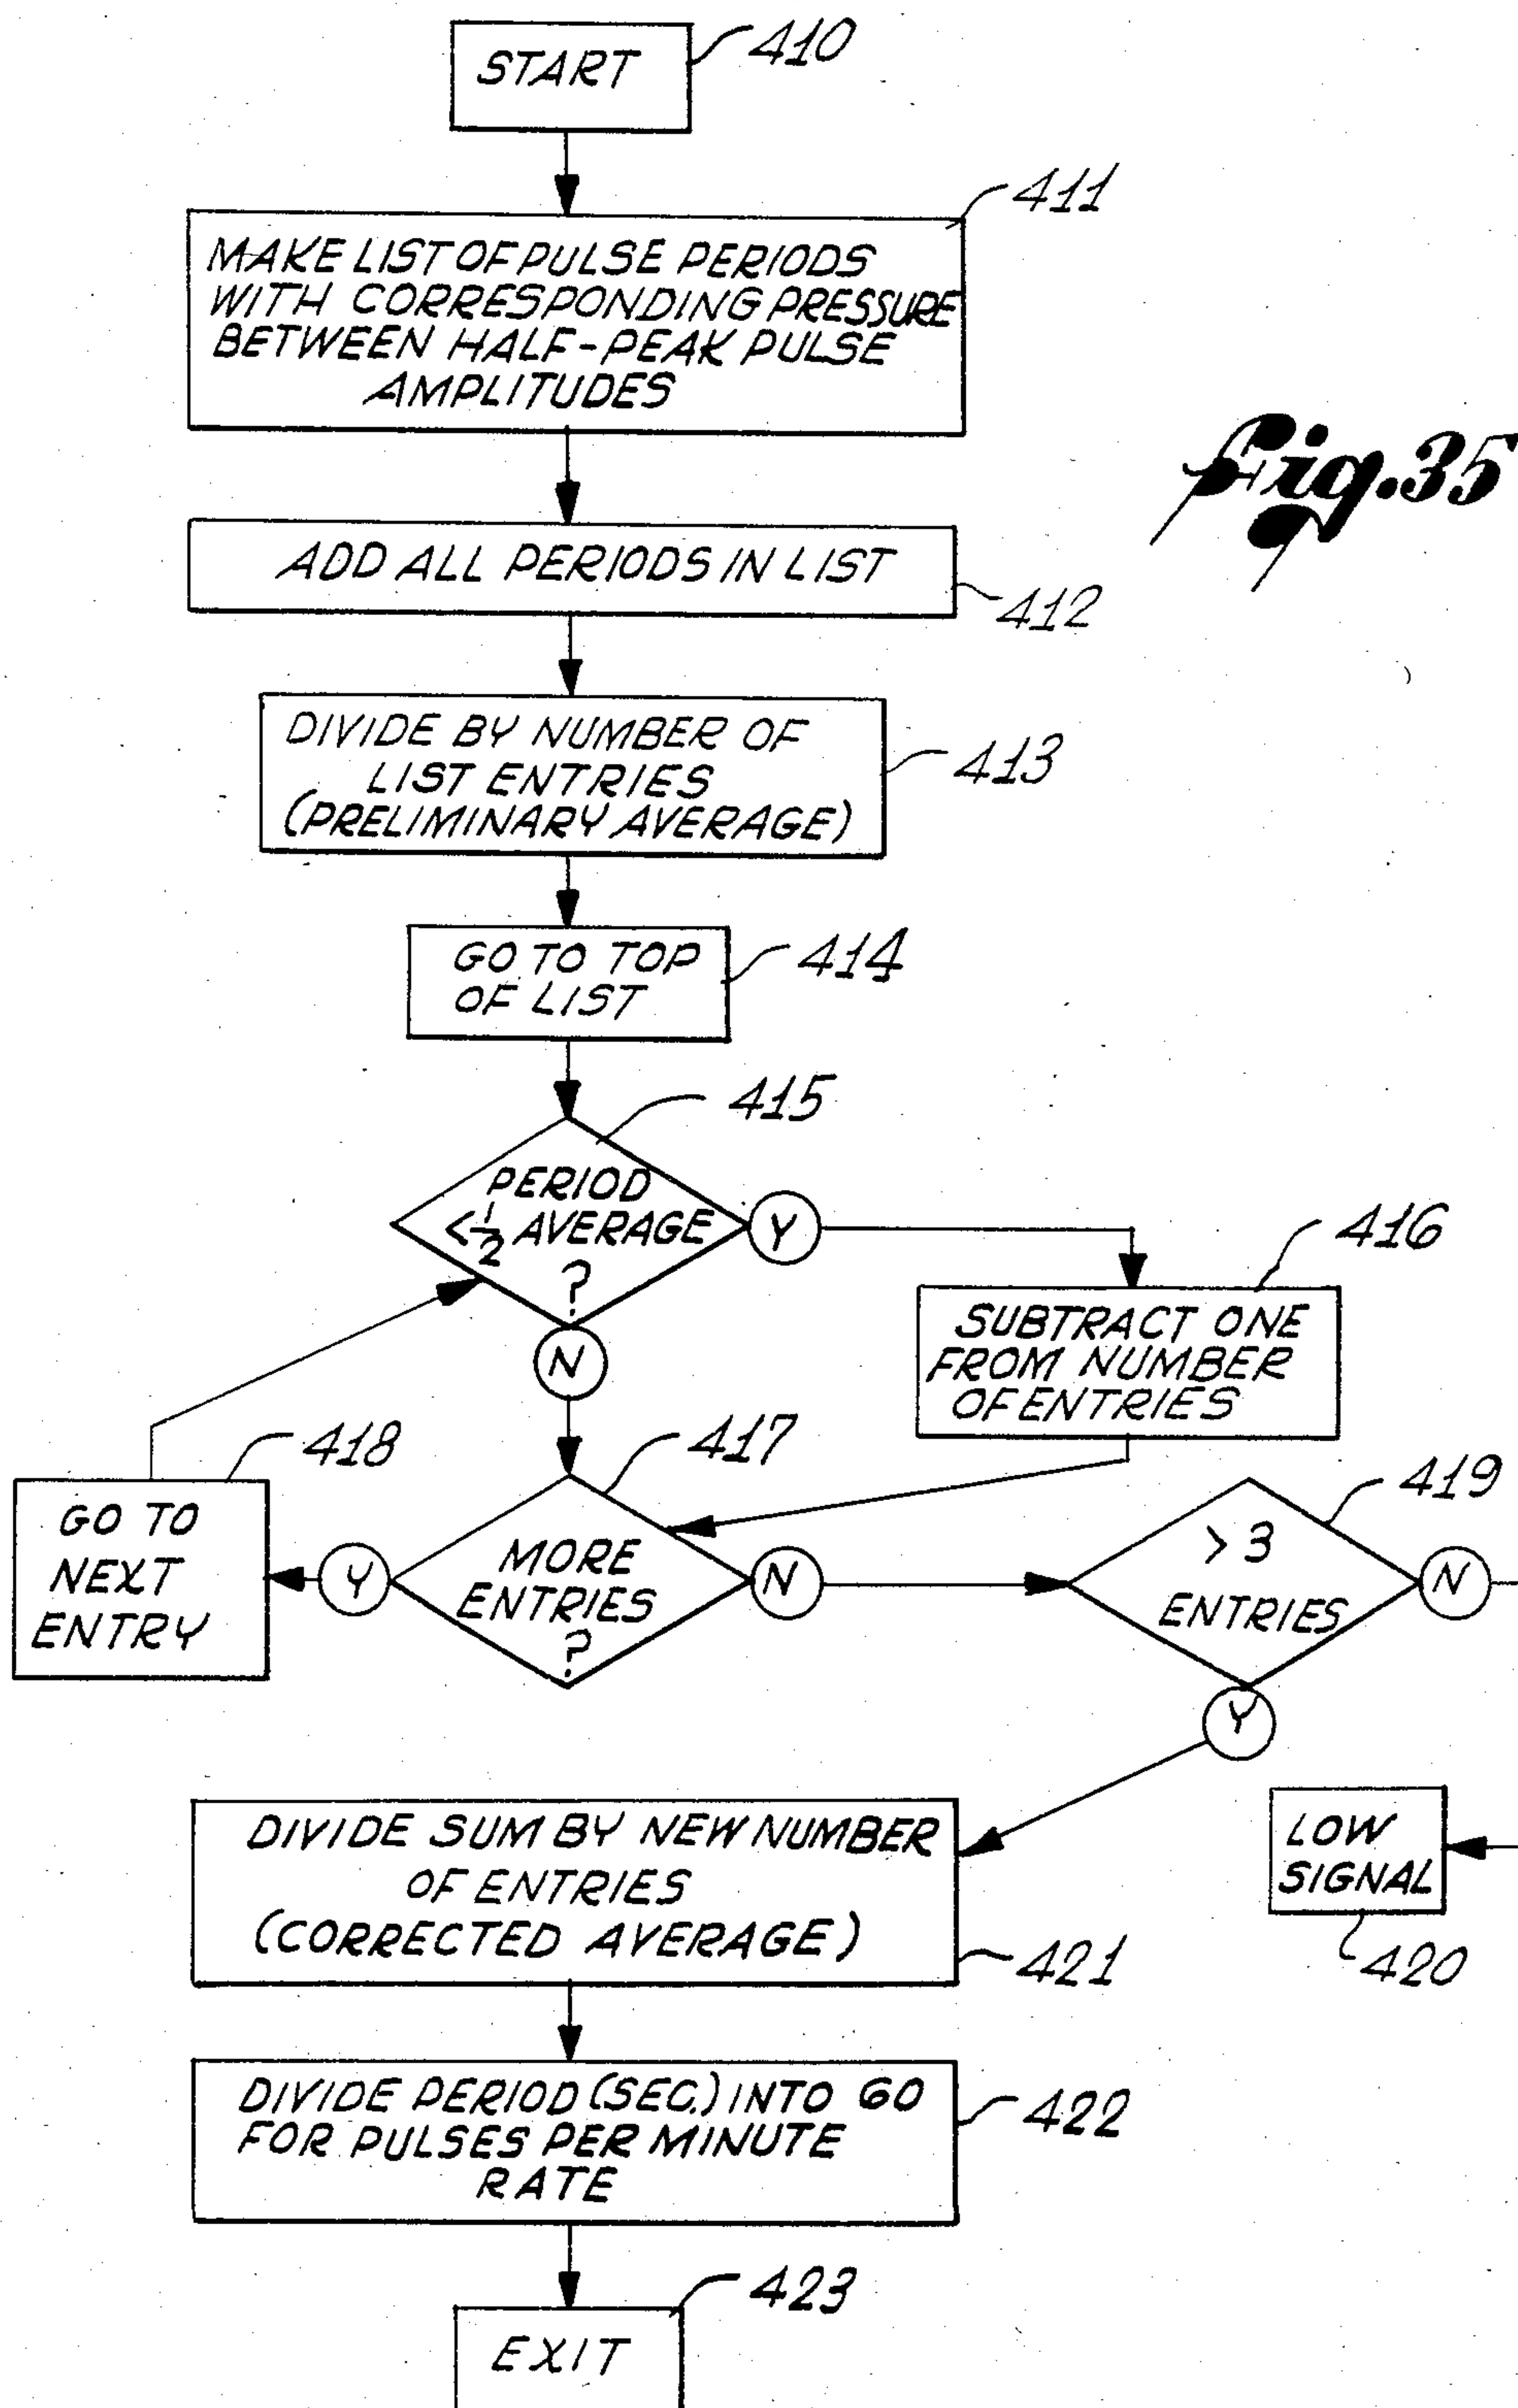 START
410
411
MAKE LIST OF PULSE PERIODS
WITH CORRESPONDING PRESSURE
BETWEEN HALF-PEAK PULSE
AMPLITUDES
Fig.35
ADD ALL PERIODS IN LIST
412
DIVIDE BY NUMBER OF
LIST ENTRIES
(PRELIMINARY AVERAGE)
413
GO TO TOP
OF LIST
414
415
PERIOD
<1/2 AVERAGE
?
Y
N
416
SUBTRACT ONE
FROM NUMBER
OF ENTRIES
418
GO TO
NEXT
ENTRY
417
Y
MORE
ENTRIES
?
N
419
> 3
ENTRIES
N
Y
DIVIDE SUM BY NEW NUMBER
OF ENTRIES
(CORRECTED AVERAGE)
421
LOW
SIGNAL
420
DIVIDE PERIOD (SEC.) INTO 60
FOR PULSES PER MINUTE
RATE
422
423
EXIT